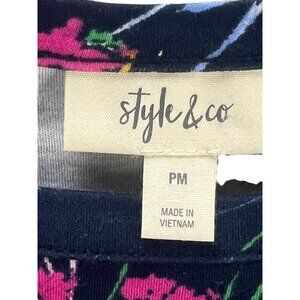 style & co
PM
MADE IN
VIETNAM